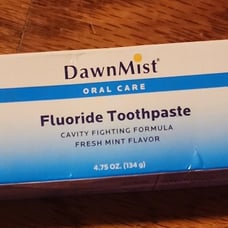 DawnMist®
ORAL CARE
Fluoride Toothpaste
CAVITY FIGHTING FORMULA
FRESH MINT FLAVOR
4.75 OZ. (134 g)